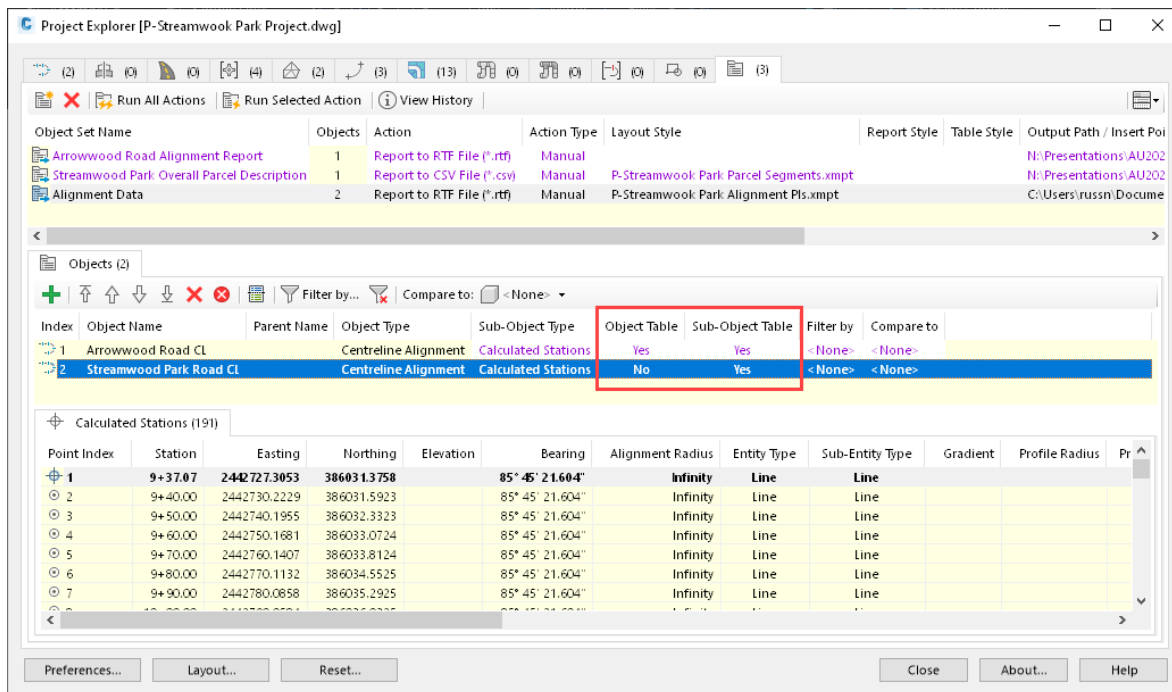 Project Explorer [P-Streamwook Park Project.dwg]
(2) (0) (0) (4) (2) (3) (13) (0) (0) (0) (0) (3)
Run All Actions Run Selected Action View History
Object Set Name Objects Action Action Type Layout Style Report Style Table Style Output Path / Insert Poi
Arrowwood Road Alignment Report 1 Report to RTF File (*.rtf) Manual N:\Presentations\AU202
Streamwood Park Overall Parcel Description 1 Report to CSV File (*.csv) Manual P-Streamwook Park Parcel Segments.xmpt N:\Presentations\AU202
Alignment Data 2 Report to RTF File (*.rtf) Manual P-Streamwook Park Alignment PIs.xmpt C:\Users\russn\Docume
Objects (2)
Filter by... Compare to: <None>
Index Object Name Parent Name Object Type Sub-Object Type Object Table Sub-Object Table Filter by Compare to
1 Arrowwood Road CL Centreline Alignment Calculated Stations Yes Yes <None> <None>
2 Streamwood Park Road CL Centreline Alignment Calculated Stations No Yes <None> <None>
Calculated Stations (191)
Point Index Station Easting Northing Elevation Bearing Alignment Radius Entity Type Sub-Entity Type Gradient Profile Radius Pr
1 9+37.07 2442727.3053 386031.3758 85° 45' 21.604" Infinity Line Line
2 9+40.00 2442730.2229 386031.5923 85° 45' 21.604" Infinity Line Line
3 9+50.00 2442740.1955 386032.3323 85° 45' 21.604" Infinity Line Line
4 9+60.00 2442750.1681 386033.0724 85° 45' 21.604" Infinity Line Line
5 9+70.00 2442760.1407 386033.8124 85° 45' 21.604" Infinity Line Line
6 9+80.00 2442770.1132 386034.5525 85° 45' 21.604" Infinity Line Line
7 9+90.00 2442780.0858 386035.2925 85° 45' 21.604" Infinity Line Line
Preferences... Layout... Reset... Close About... Help